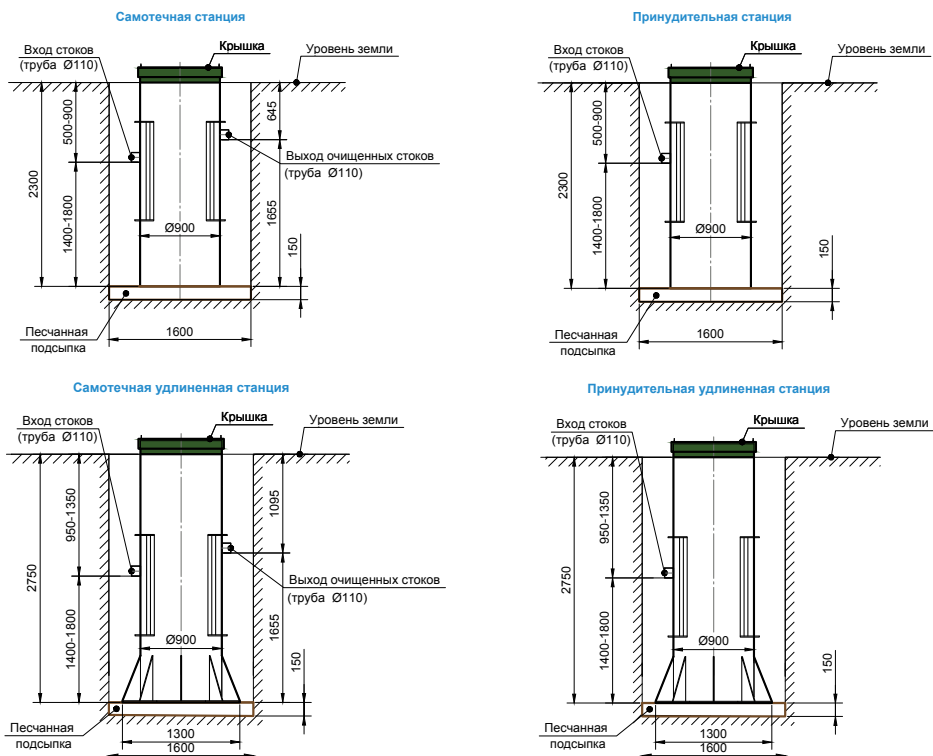 Самотечная станция
Вход стоков
(труба Ø110)
Крышка
Уровень земли
500-900
645
2300
Выход очищенных стоков
(труба Ø110)
1400-1800
1655
Ø900
150
Песчанная
подсыпка
1600
Принудительная станция
Вход стоков
(труба Ø110)
Крышка
Уровень земли
500-900
2300
1400-1800
Ø900
150
Песчанная
подсыпка
1600
Самотечная удлиненная станция
Вход стоков
(труба Ø110)
Крышка
Уровень земли
950-1350
1095
2750
Выход очищенных стоков
(труба Ø110)
1400-1800
1655
Ø900
150
Песчанная
подсыпка
1300
1600
Принудительная удлиненная станция
Вход стоков
(труба Ø110)
Крышка
Уровень земли
950-1350
2750
1400-1800
Ø900
150
Песчанная
подсыпка
1300
1600